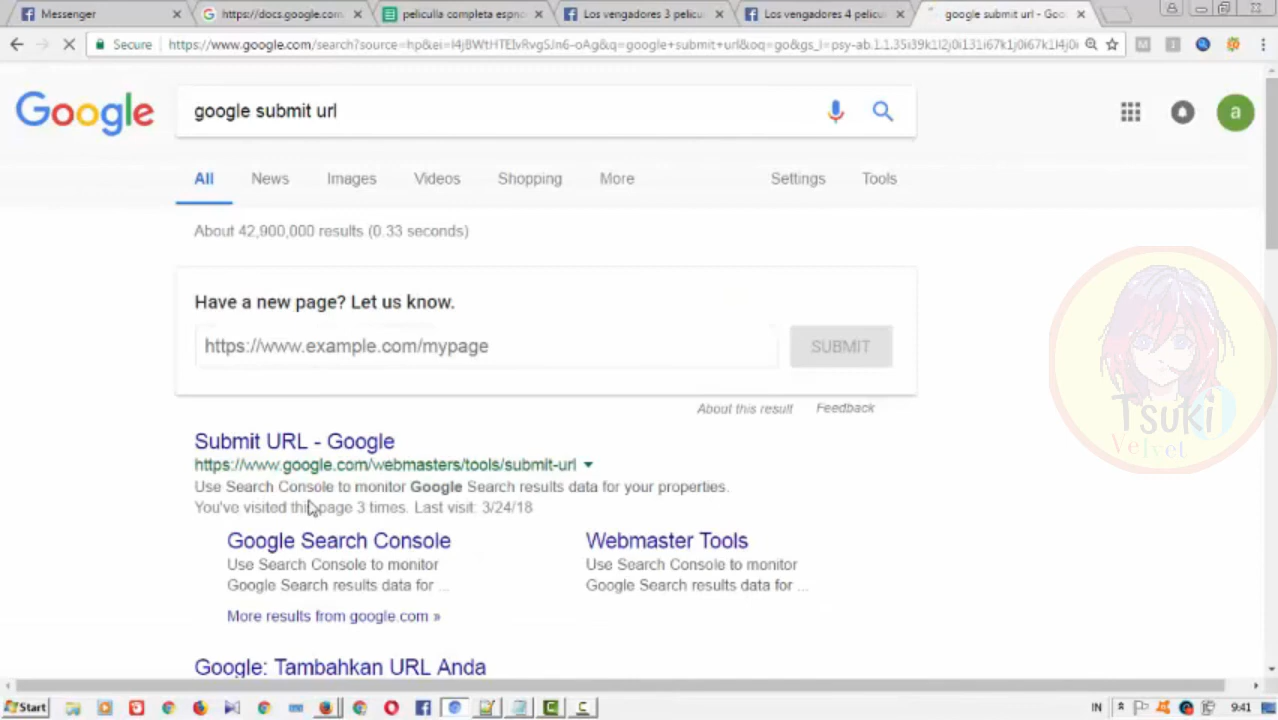 Messenger
https://docs.google.com
peliculla completa espno
Los vengadores 3 pelicul
Los vengadores 4 pelicul
google submit url - Goo
Secure
https://www.google.com/search?source=hp&ei=
&q=google+submit+url&oq=go&gs_l=psy-ab.1.1.35i39k1l2j0i131i67k1j0i67k1l4j0i
Google
google submit url
a
All
News
Images
Videos
Shopping
More
Settings
Tools
About 42,900,000 results (0.33 seconds)
Have a new page? Let us know.
https://www.example.com/mypage
SUBMIT
About this result
Feedback
Submit URL - Google
https://www.google.com/webmasters/tools/submit-url
Use Search Console to monitor Google Search results data for your properties.
You've visited this page 3 times. Last visit: 3/24/18
Google Search Console
Webmaster Tools
Use Search Console to monitor
Google Search results data for ...
Use Search Console to monitor
Google Search results data for ...
More results from google.com »
Google: Tambahkan URL Anda
Tsuki
Velvet
Start
IN
9:41